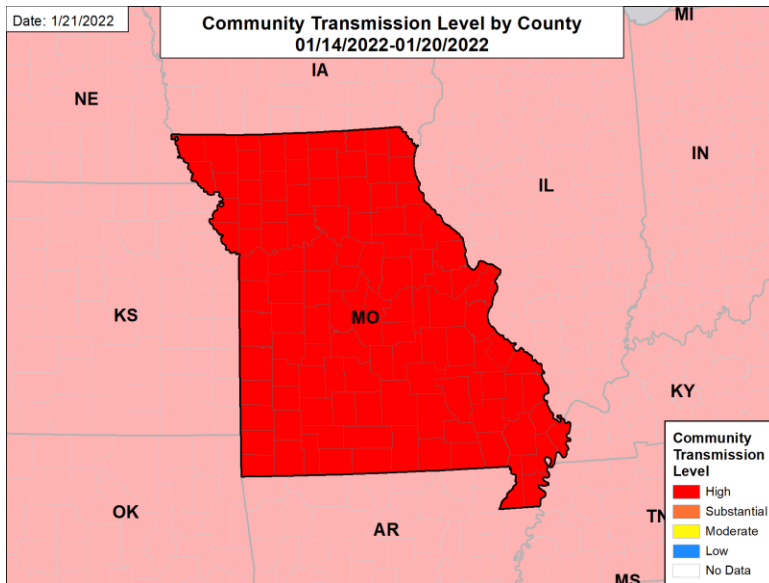 Date: 1/21/2022
Community Transmission Level by County
01/14/2022-01/20/2022
MI
IA
NE
IN
IL
KS
MO
KY
OK
AR
TN
MS
Community
Transmission
Level
High
Substantial
Moderate
Low
No Data